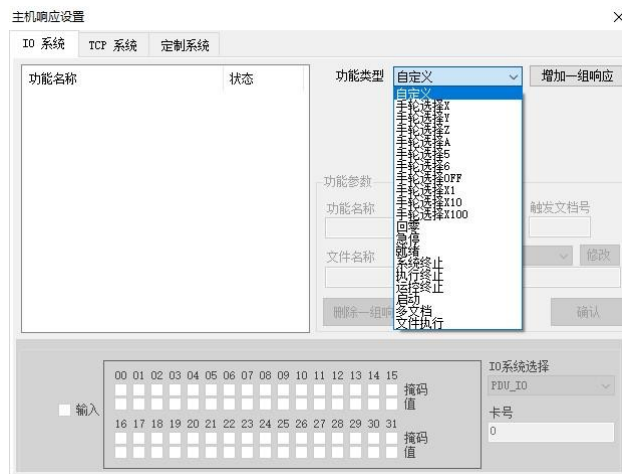 主机响应设置
IO 系统 TCP 系统 定制系统
功能名称 状态
功能类型 自定义 增加一组响应
自定义
手轮选择X
手轮选择Y
手轮选择Z
手轮选择A
手轮选择5
手轮选择6
手轮选择OFF
手轮选择X1
手轮选择X10
手轮选择X100
回零
急停
就绪
系统终止
执行终止
运控终止
启动
多文档
文件执行
功能参数
功能名称 触发文档号
文件名称 修改
删除一组响 确认
00 01 02 03 04 05 06 07 08 09 10 11 12 13 14 15
掩码
值
输入
16 17 18 19 20 21 22 23 24 25 26 27 28 29 30 31
掩码
值
IO系统选择
PDU_IO
卡号
0